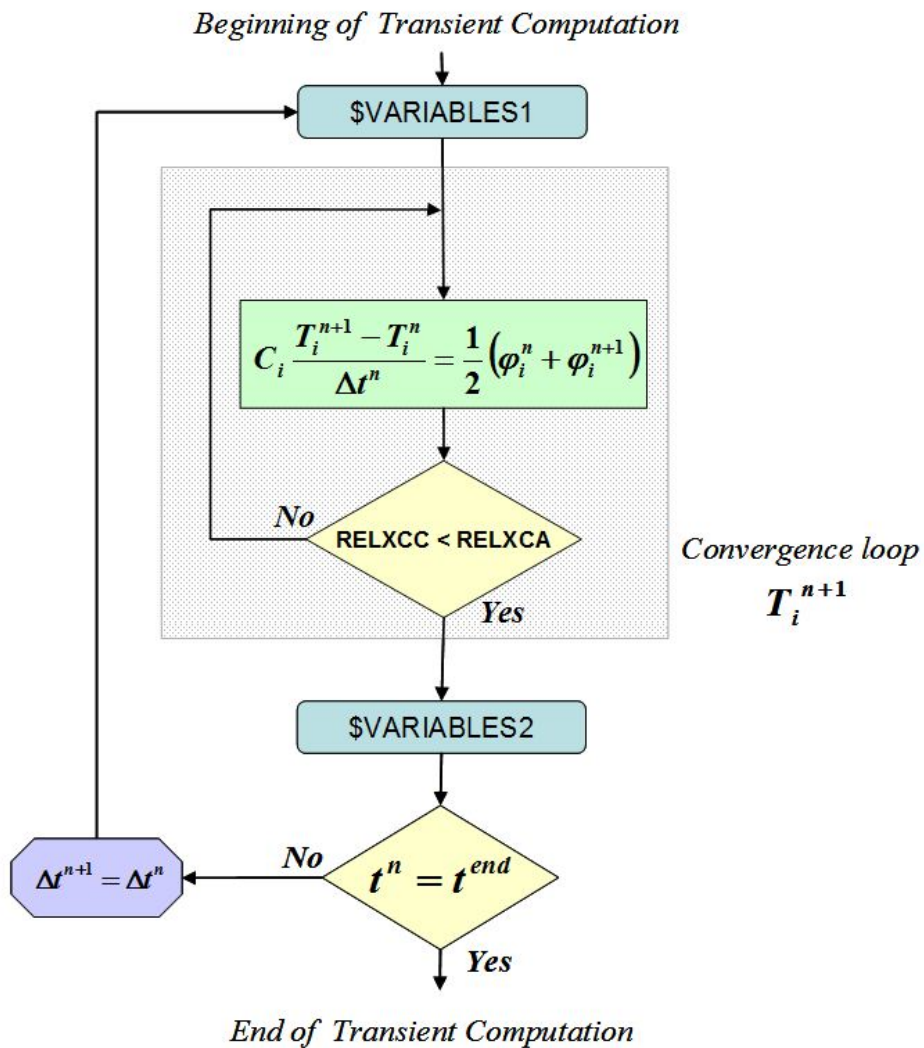 Beginning of Transient Computation
$VARIABLES1
C_i (T_i^{n+1} − T_i^n) / Δt^n = 1/2 (φ_i^n + φ_i^{n+1})
No
RELXCC < RELXCA
Yes
Convergence loop
T_i^{n+1}
$VARIABLES2
No
Δt^{n+1} = Δt^n
t^n = t^{end}
Yes
End of Transient Computation